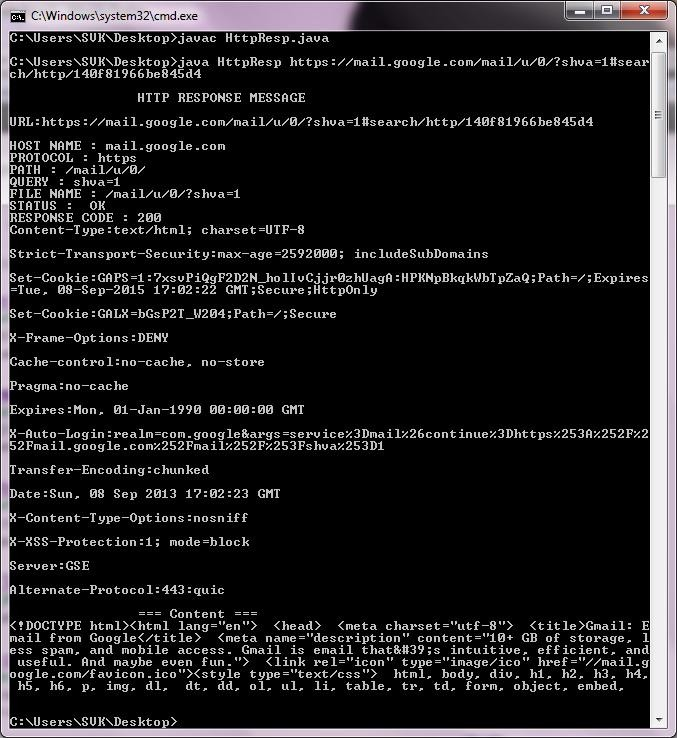 C:\Windows\system32\cmd.exe
C:\Users\SVK\Desktop>javac HttpResp.java
C:\Users\SVK\Desktop>java HttpResp https://mail.google.com/mail/u/0/?shva=1#sear
ch/http/140f81966be845d4
HTTP RESPONSE MESSAGE
URL:https://mail.google.com/mail/u/0/?shva=1#search/http/140f81966be845d4
HOST NAME : mail.google.com
PROTOCOL : https
PATH : /mail/u/0/
QUERY : shva=1
FILE NAME : /mail/u/0/?shva=1
STATUS :  OK
RESPONSE CODE : 200
Content-Type:text/html; charset=UTF-8
Strict-Transport-Security:max-age=2592000; includeSubDomains
Set-Cookie:GAPS=1:7xsvPiQgF2D2N_holIvCjjr0zhUagA:HPKNpBkqkWbTpZaQ;Path=/;Expires
=Tue, 08-Sep-2015 17:02:22 GMT;Secure;HttpOnly
Set-Cookie:GALX=bGsP2T_W204;Path=/;Secure
X-Frame-Options:DENY
Cache-control:no-cache, no-store
Pragma:no-cache
Expires:Mon, 01-Jan-1990 00:00:00 GMT
X-Auto-Login:realm=com.google&args=service%3Dmail%26continue%3Dhttps%253A%252F%2
52Fmail.google.com%252Fmail%252F%253Fshva%253D1
Transfer-Encoding:chunked
Date:Sun, 08 Sep 2013 17:02:23 GMT
X-Content-Type-Options:nosniff
X-XSS-Protection:1; mode=block
Server:GSE
Alternate-Protocol:443:quic
=== Content ===
<!DOCTYPE html><html lang="en">  <head>  <meta charset="utf-8">  <title>Gmail: E
mail from Google</title>  <meta name="description" content="10+ GB of storage, l
ess spam, and mobile access. Gmail is email that&#39;s intuitive, efficient, and
 useful. And maybe even fun.">  <link rel="icon" type="image/ico" href="//mail.g
oogle.com/favicon.ico"><style type="text/css">  html, body, div, h1, h2, h3, h4,
 h5, h6, p, img, dl,  dt, dd, ol, ul, li, table, tr, td, form, object, embed,
C:\Users\SVK\Desktop>